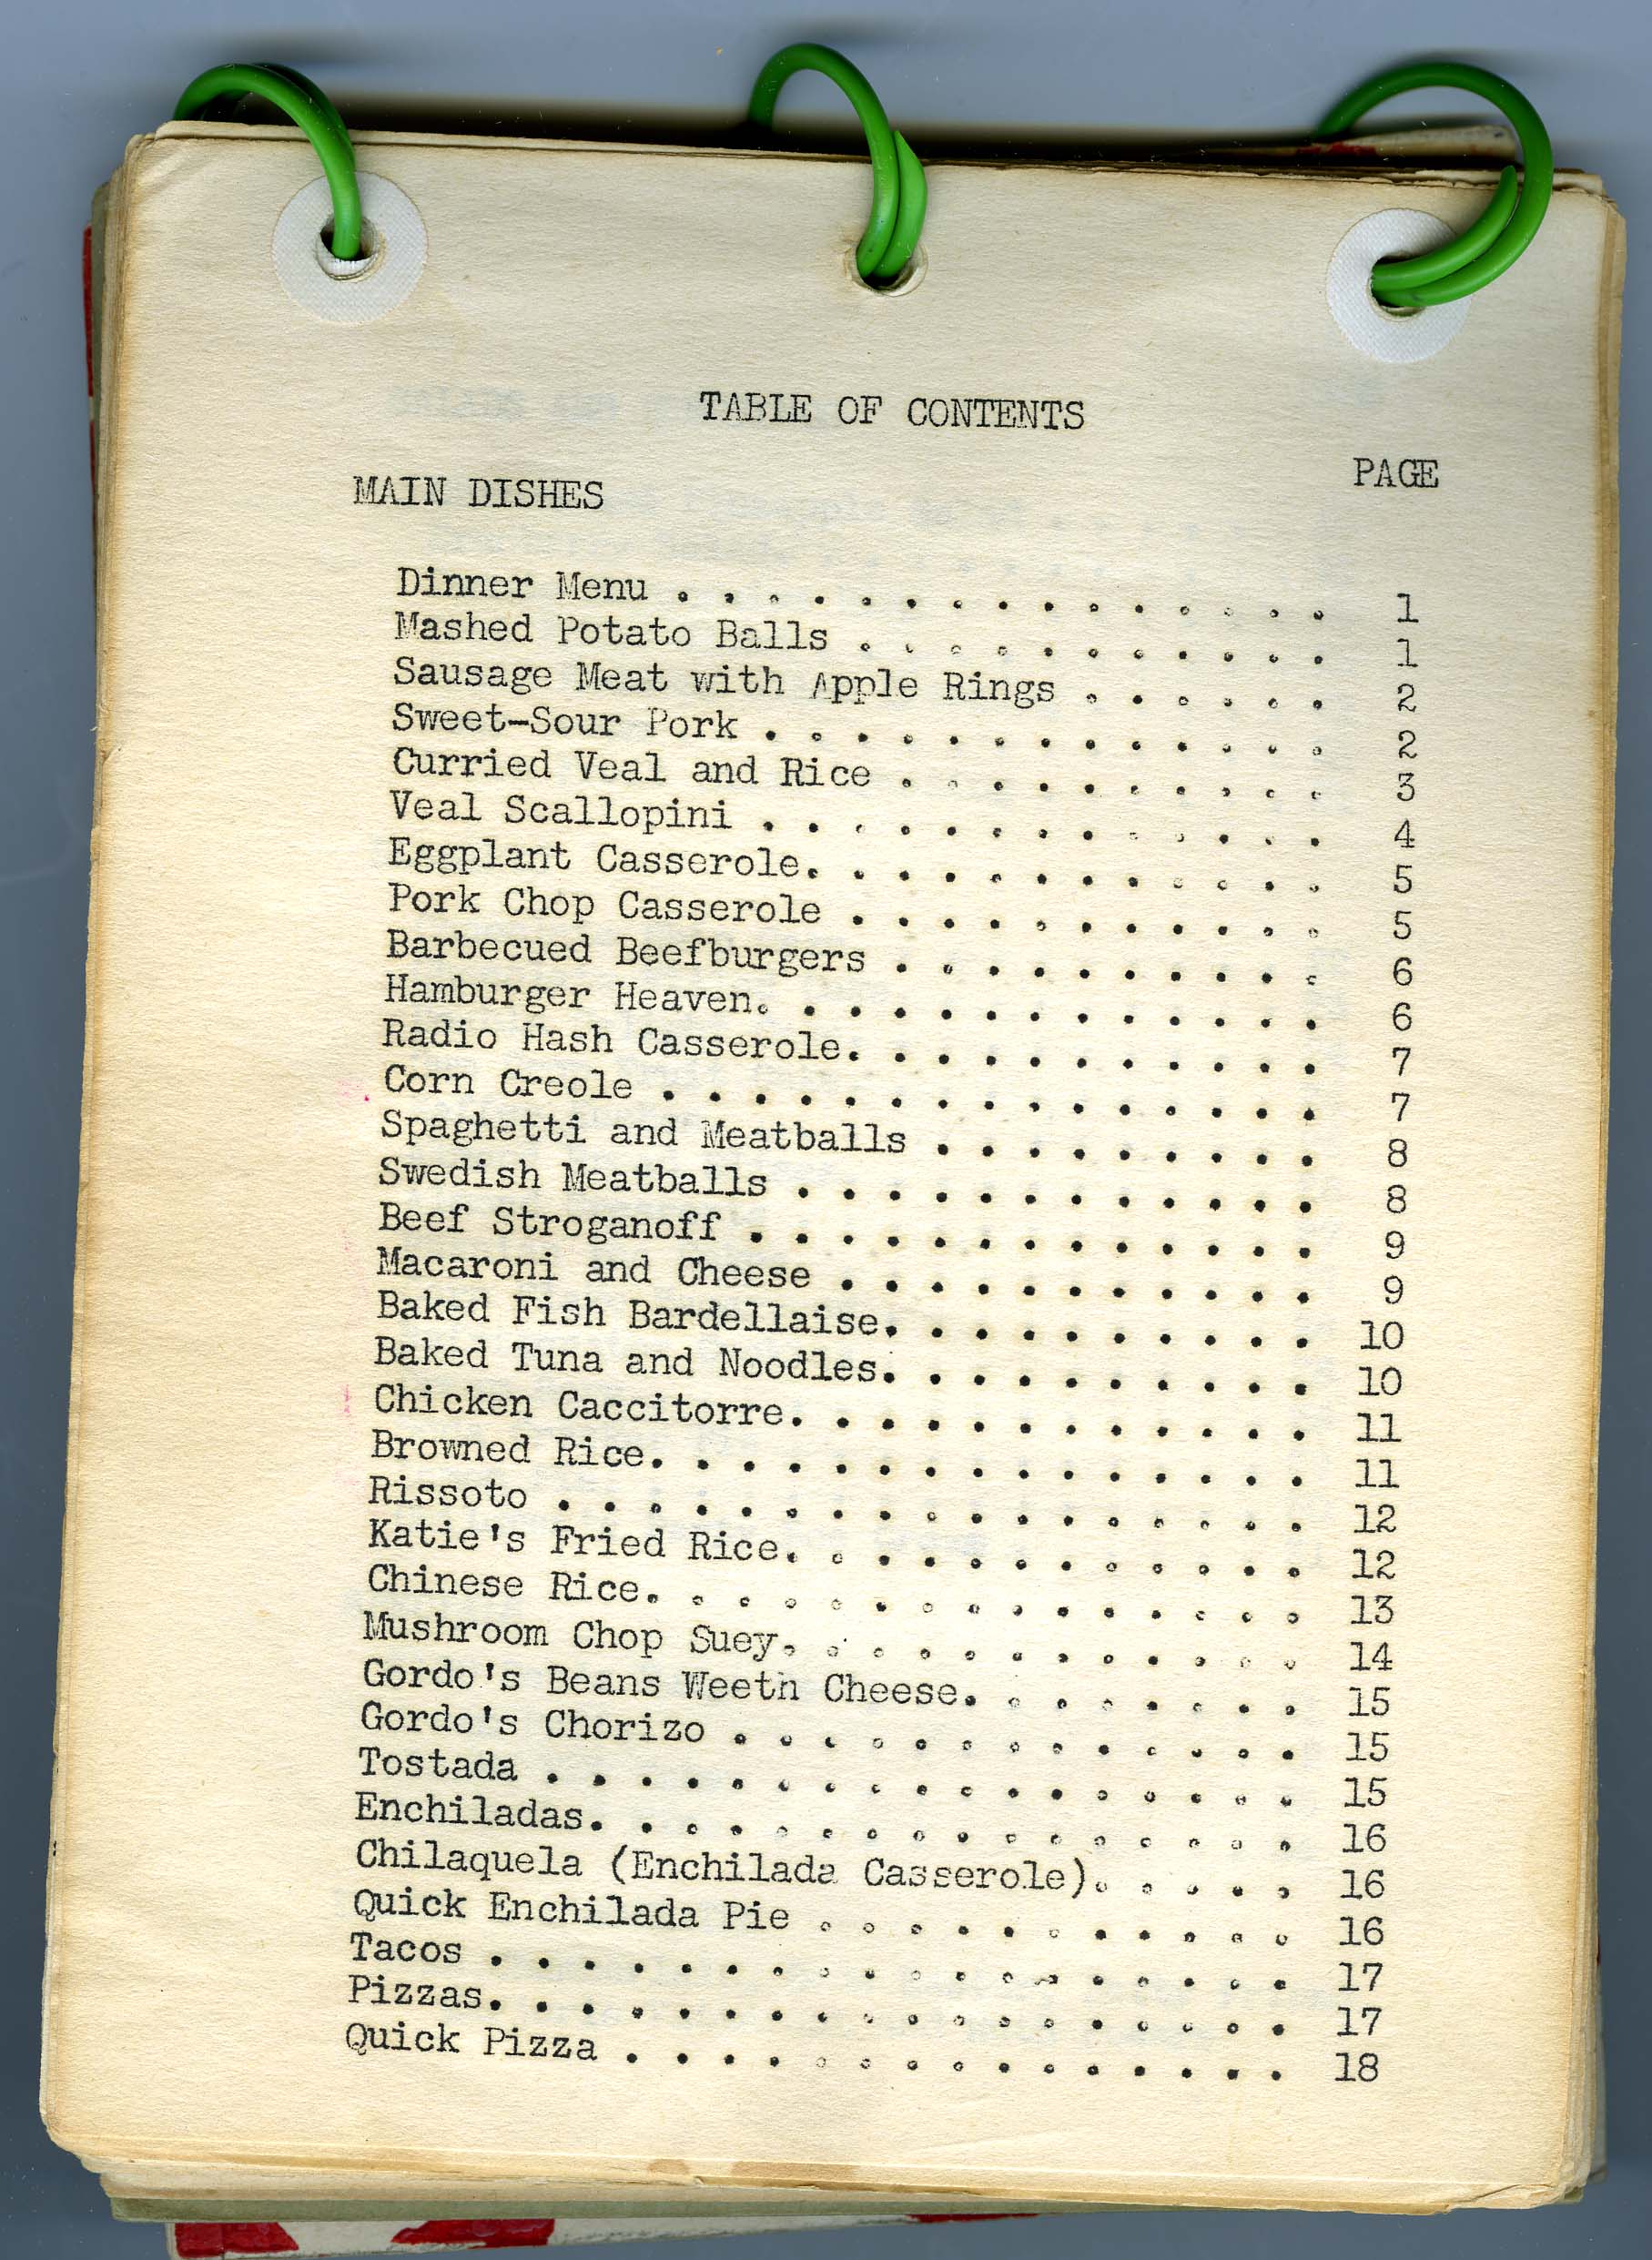 TABLE OF CONTENTS
PAGE
MAIN DISHES
Dinner Menu . . . . . . . . . . . . . . . 1
Mashed Potato Balls . . . . . . . . . . . 1
Sausage Meat with Apple Rings . . . . . . 2
Sweet-Sour Pork . . . . . . . . . . . . . 2
Curried Veal and Rice . . . . . . . . . . 3
Veal Scallopini . . . . . . . . . . . . . 4
Eggplant Casserole. . . . . . . . . . . . 5
Pork Chop Casserole . . . . . . . . . . . 5
Barbecued Beefburgers . . . . . . . . . . 6
Hamburger Heaven. . . . . . . . . . . . . 6
Radio Hash Casserole. . . . . . . . . . . 7
Corn Creole . . . . . . . . . . . . . . . 7
Spaghetti and Meatballs . . . . . . . . . 8
Swedish Meatballs . . . . . . . . . . . . 8
Beef Stroganoff . . . . . . . . . . . . . 9
Macaroni and Cheese . . . . . . . . . . . 9
Baked Fish Bardellaise. . . . . . . . . . 10
Baked Tuna and Noodles. . . . . . . . . . 10
Chicken Caccitorre. . . . . . . . . . . . 11
Browned Rice. . . . . . . . . . . . . . . 11
Rissoto . . . . . . . . . . . . . . . . . 12
Katie's Fried Rice. . . . . . . . . . . . 12
Chinese Rice. . . . . . . . . . . . . . . 13
Mushroom Chop Suey. . . . . . . . . . . . 14
Gordo's Beans Weeth Cheese. . . . . . . . 15
Gordo's Chorizo . . . . . . . . . . . . . 15
Tostada . . . . . . . . . . . . . . . . . 15
Enchiladas. . . . . . . . . . . . . . . . 16
Chilaquela (Enchilada Casserole). . . . . 16
Quick Enchilada Pie . . . . . . . . . . . 16
Tacos . . . . . . . . . . . . . . . . . . 17
Pizzas. . . . . . . . . . . . . . . . . . 17
Quick Pizza . . . . . . . . . . . . . . . 18